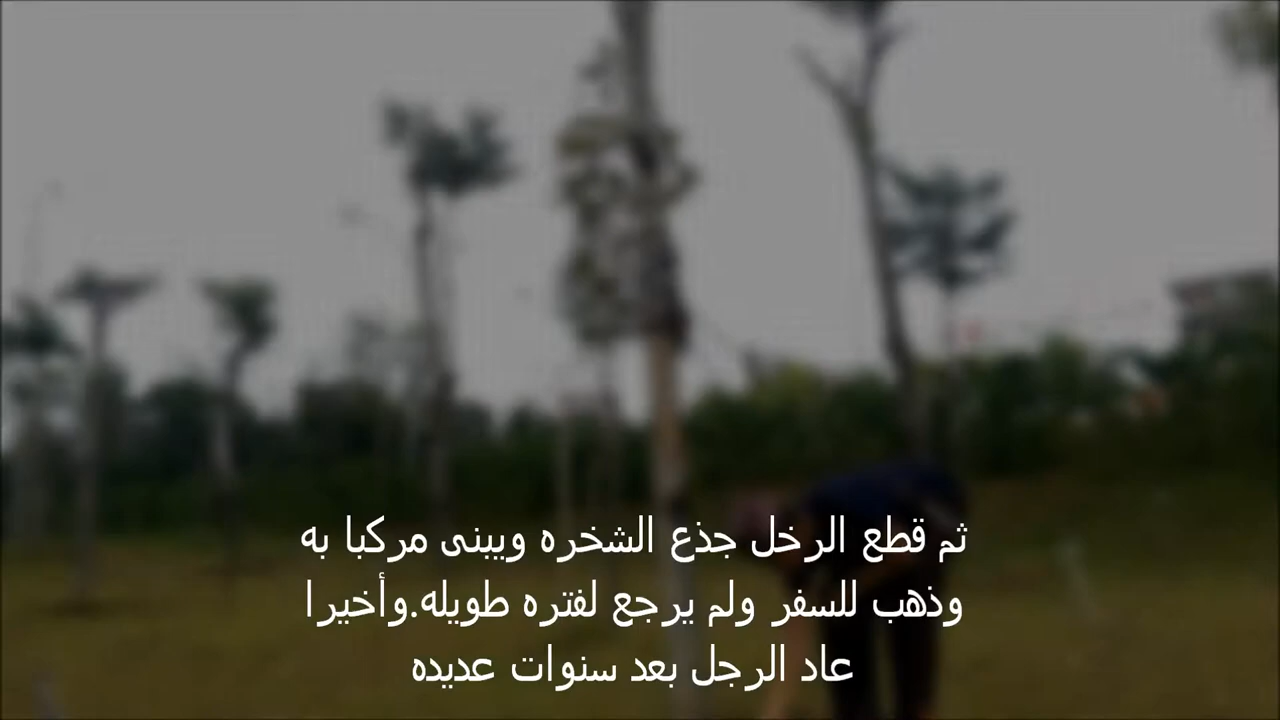 ثم قطع الرخل جذع الشخره ويبنى مركبا به
وذهب للسفر ولم يرجع لفتره طويله.وأخيرا
عاد الرجل بعد سنوات عديده